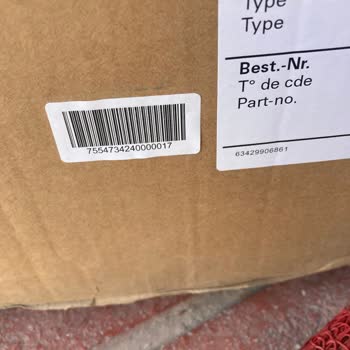 Type
Type
Best.-Nr.
T° de cde
Part-no.
63429906861
7554734240000017